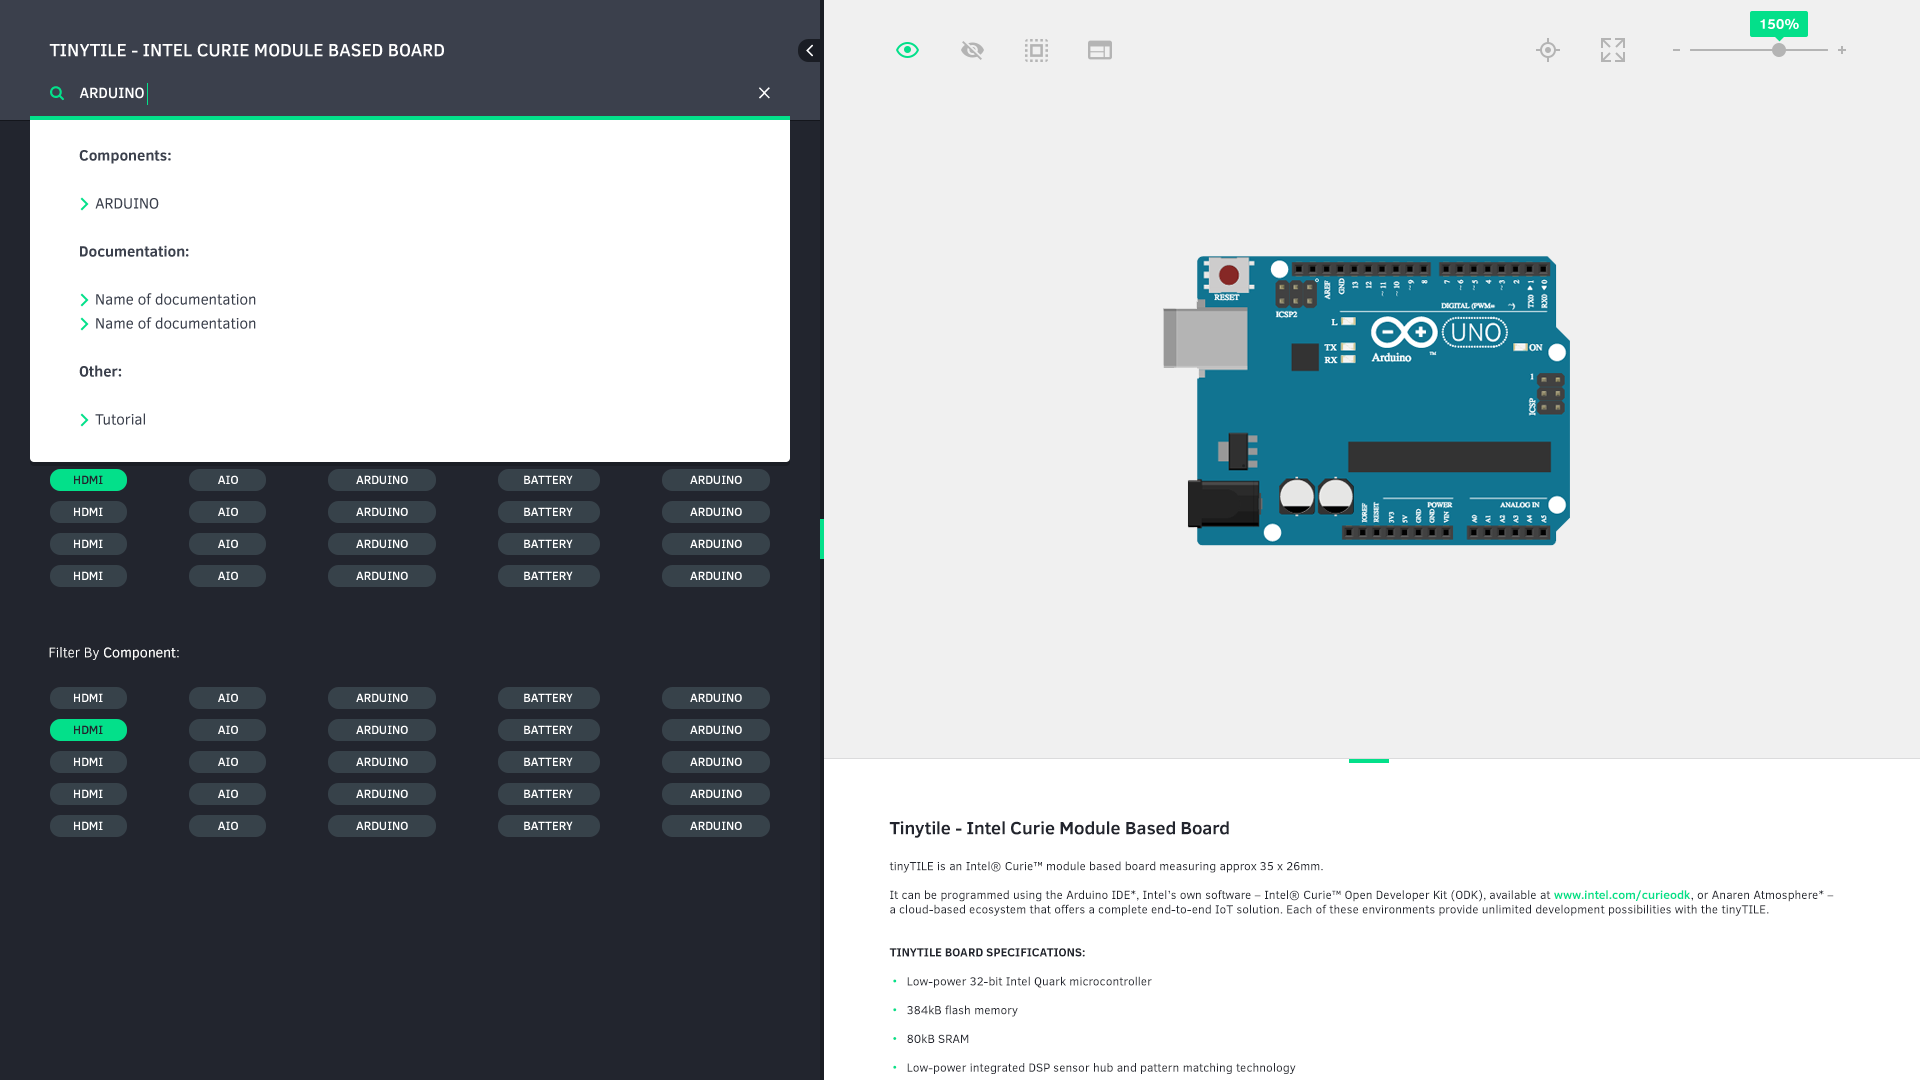 TINYTILE - INTEL CURIE MODULE BASED BOARD
ARDUINO
Components:
ARDUINO
Documentation:
Name of documentation
Name of documentation
Other:
Tutorial
HDMI AIO ARDUINO BATTERY ARDUINO
HDMI AIO ARDUINO BATTERY ARDUINO
HDMI AIO ARDUINO BATTERY ARDUINO
HDMI AIO ARDUINO BATTERY ARDUINO
Filter By Component:
HDMI AIO ARDUINO BATTERY ARDUINO
HDMI AIO ARDUINO BATTERY ARDUINO
HDMI AIO ARDUINO BATTERY ARDUINO
HDMI AIO ARDUINO BATTERY ARDUINO
HDMI AIO ARDUINO BATTERY ARDUINO
150%
RESET
ICSP2
AREF GND 13 12 ~11 ~10 ~9 8 7 ~6 ~5 4 ~3 2 TX0 ▶1 RX0 ◀0
DIGITAL (PWM= ~)
L
TX
RX
UNO
Arduino ™
ON
1
ICSP
POWER
ANALOG IN
IOREF RESET 3V3 5V GND GND VIN A0 A1 A2 A3 A4 A5
Tinytile - Intel Curie Module Based Board
tinyTILE is an Intel® Curie™ module based board measuring approx 35 x 26mm.
It can be programmed using the Arduino IDE*, Intel's own software – Intel® Curie™ Open Developer Kit (ODK), available at www.intel.com/curieodk, or Anaren Atmosphere* –
a cloud-based ecosystem that offers a complete end-to-end IoT solution. Each of these environments provide unlimited development possibilities with the tinyTILE.
TINYTILE BOARD SPECIFICATIONS:
• Low-power 32-bit Intel Quark microcontroller
• 384kB flash memory
• 80kB SRAM
• Low-power integrated DSP sensor hub and pattern matching technology